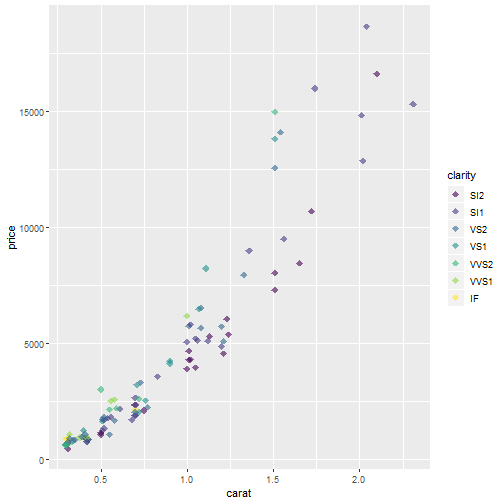 15000
10000
5000
0
price
0.5
1.0
1.5
2.0
carat
clarity
SI2
SI1
VS2
VS1
VVS2
VVS1
IF